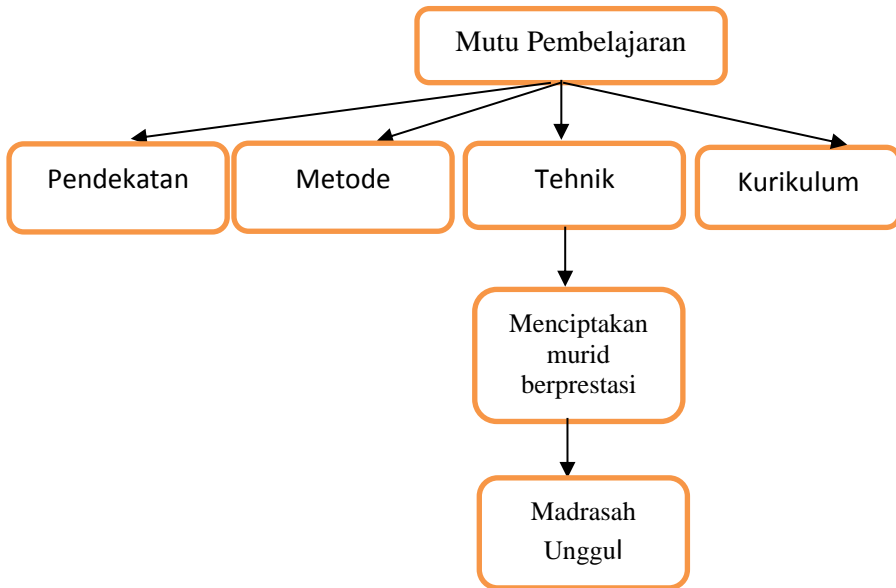 Mutu Pembelajaran
Pendekatan
Metode
Tehnik
Kurikulum
Menciptakan
murid
berprestasi
Madrasah
Unggul